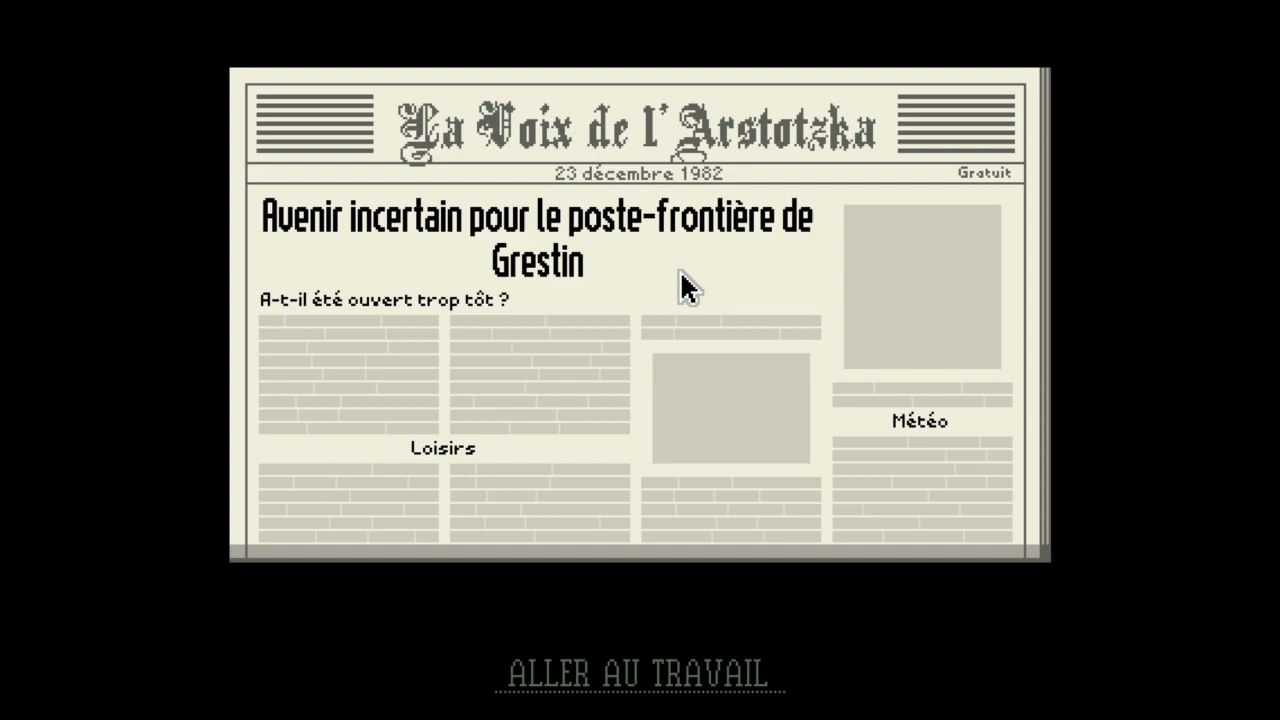 La Voix de l'Arstotzka
23 décembre 1982
Gratuit
Avenir incertain pour le poste-frontière de
Grestin
A-t-il été ouvert trop tôt ?
Loisirs
Météo
ALLER AU TRAVAIL